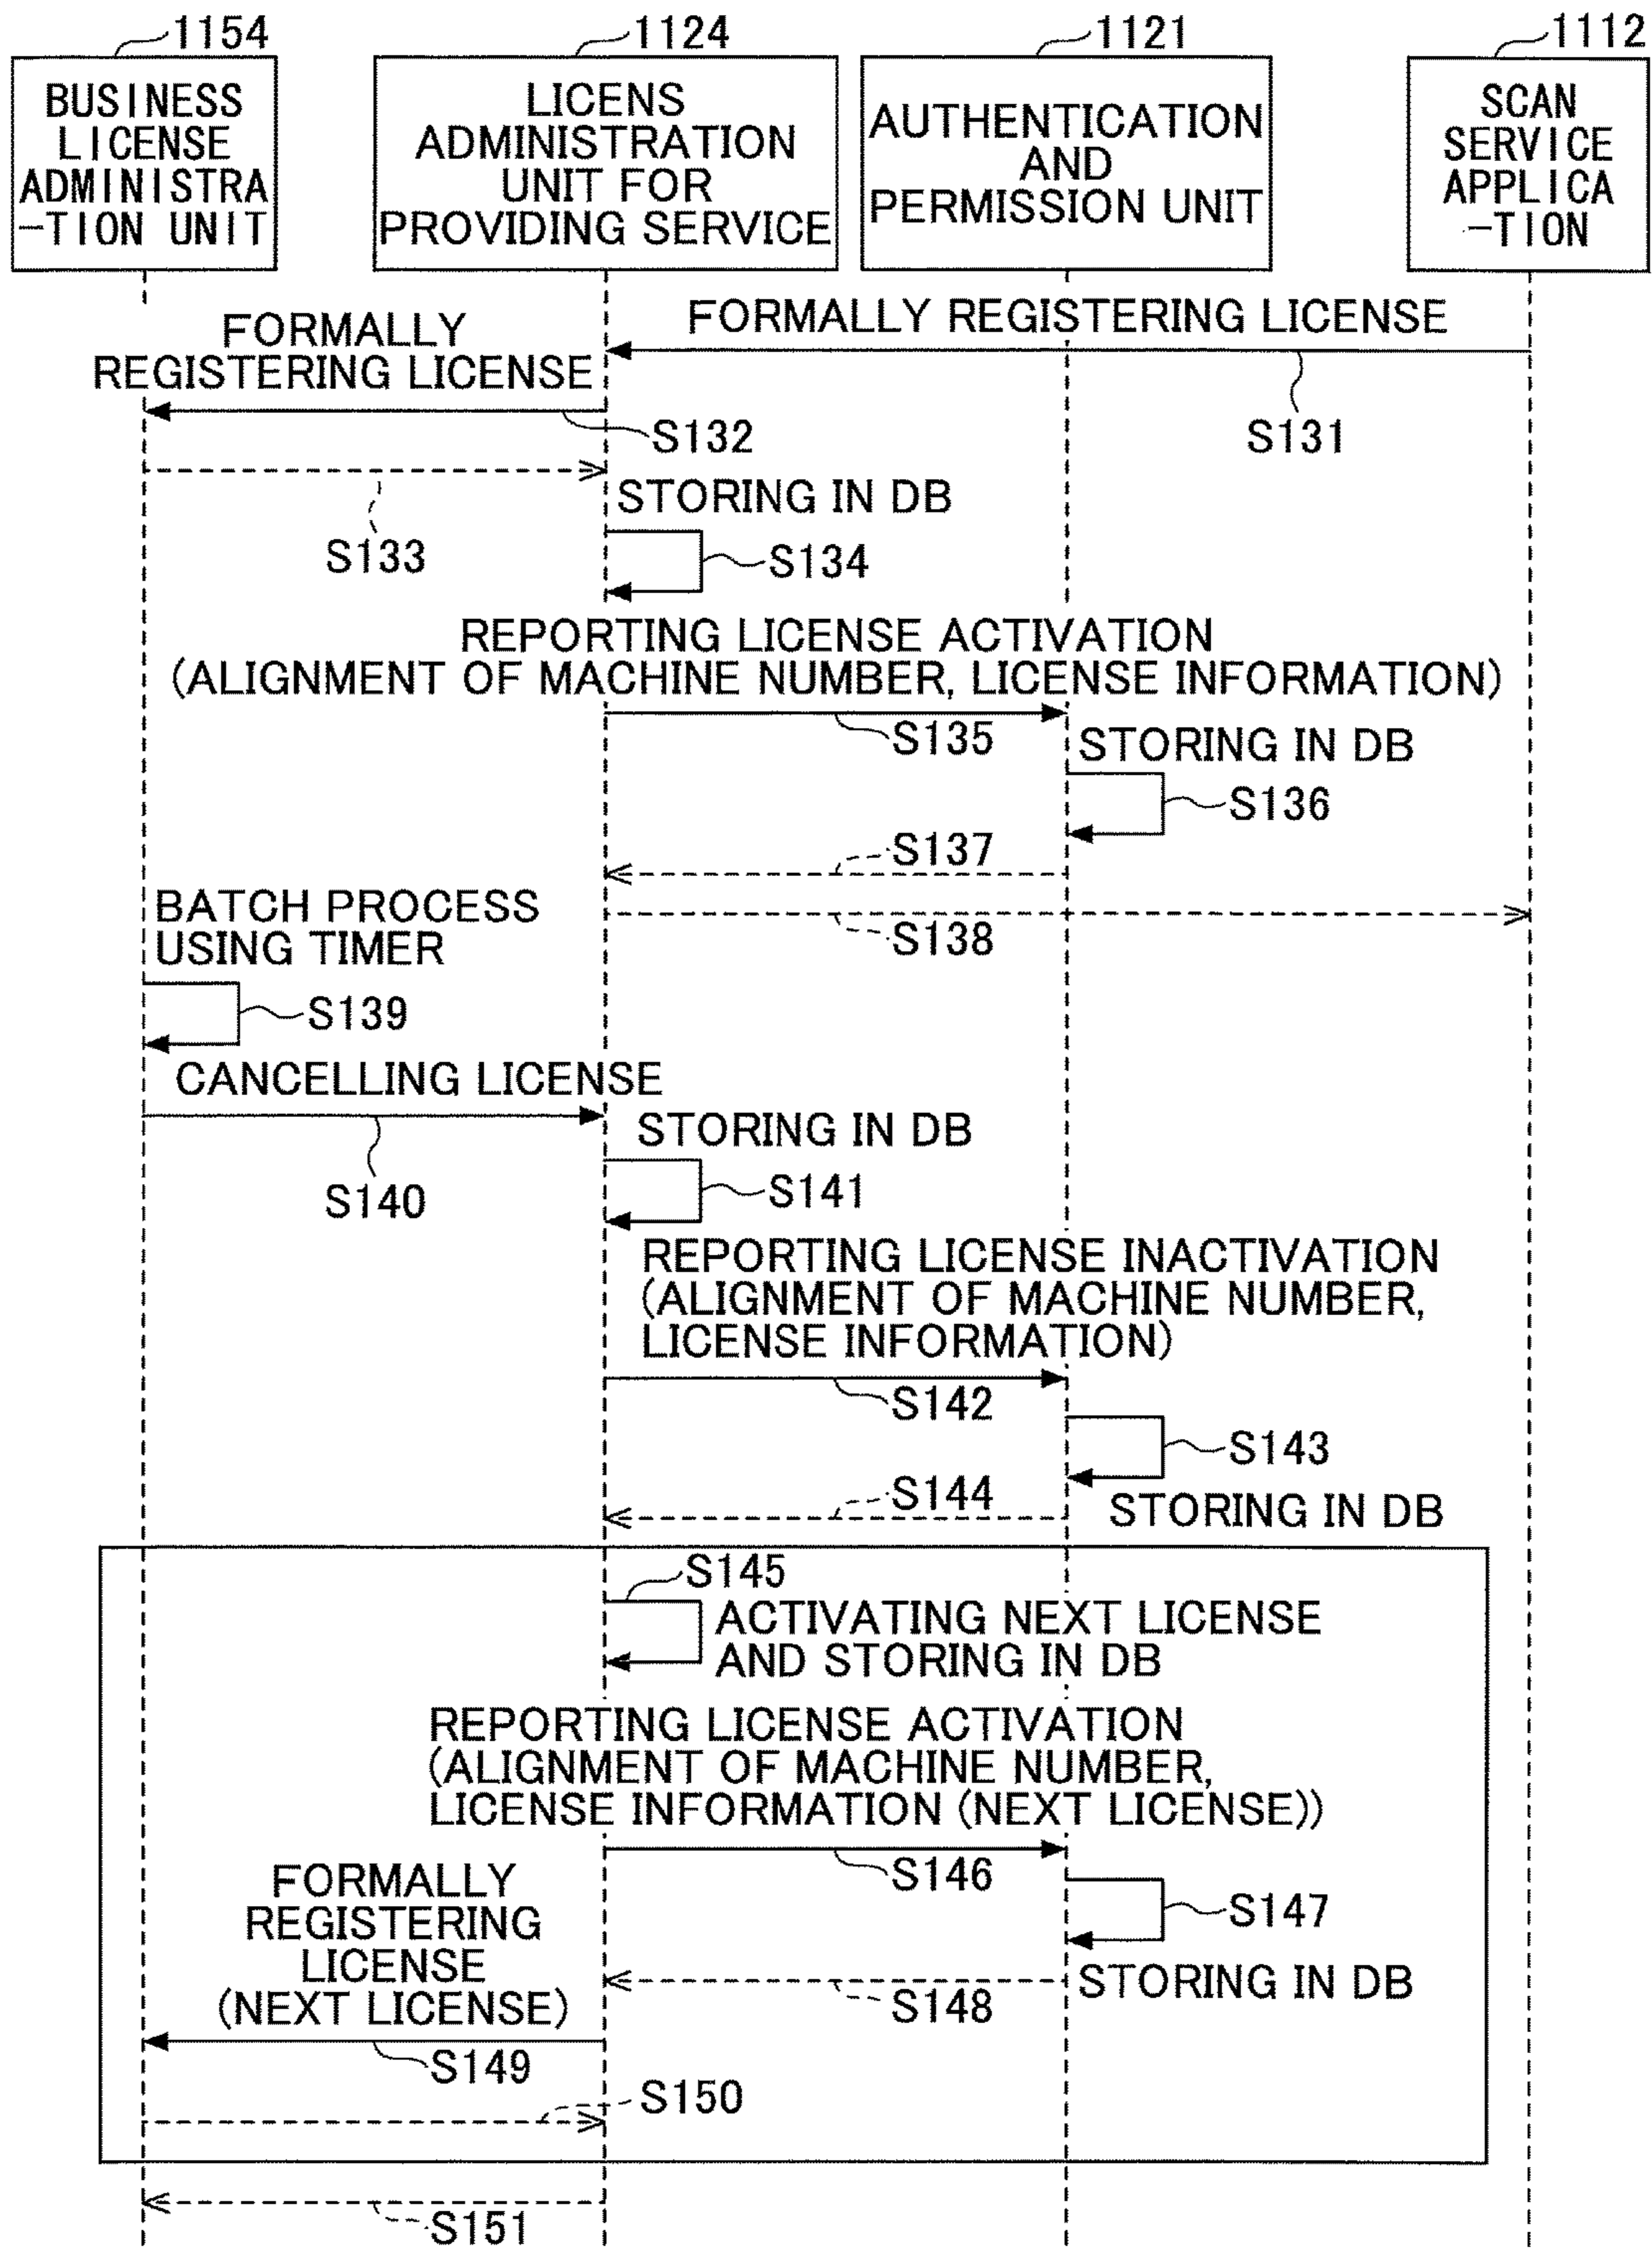 1154
1124
1121
1112
BUSINESS
LICENSE
ADMINISTRA
-TION UNIT
LICENS
ADMINISTRATION
UNIT FOR
PROVIDING SERVICE
AUTHENTICATION
AND
PERMISSION UNIT
SCAN
SERVICE
APPLICA
-TION
FORMALLY
REGISTERING LICENSE
FORMALLY REGISTERING LICENSE
S131
S132
S133
STORING IN DB
S134
REPORTING LICENSE ACTIVATION
(ALIGNMENT OF MACHINE NUMBER, LICENSE INFORMATION)
S135
STORING IN DB
S136
S137
S138
BATCH PROCESS
USING TIMER
S139
CANCELLING LICENSE
S140
STORING IN DB
S141
REPORTING LICENSE INACTIVATION
(ALIGNMENT OF MACHINE NUMBER,
LICENSE INFORMATION)
S142
S143
S144
STORING IN DB
S145
ACTIVATING NEXT LICENSE
AND STORING IN DB
REPORTING LICENSE ACTIVATION
(ALIGNMENT OF MACHINE NUMBER,
LICENSE INFORMATION (NEXT LICENSE))
S146
S147
STORING IN DB
S148
FORMALLY
REGISTERING
LICENSE
(NEXT LICENSE)
S149
S150
S151